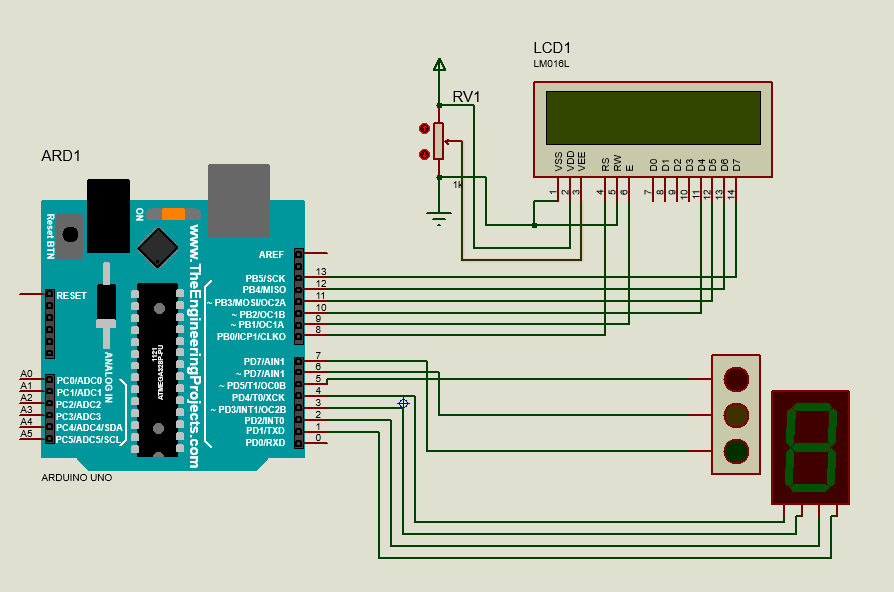 LCD1
LM016L
RV1
1k
VSS
VDD
VEE
RS
RW
E
D0
D1
D2
D3
D4
D5
D6
D7
1
2
3
4
5
6
7
8
9
10
11
12
13
14
ARD1
ON
Reset BTN
www.TheEngineeringProjects.com
RESET
ANALOG IN
1121
ATMEGA328P-PU
AREF
PB5/SCK 13
PB4/MISO 12
~ PB3/MOSI/OC2A 11
~ PB2/OC1B 10
~ PB1/OC1A 9
PB0/ICP1/CLKO 8
PD7/AIN1 7
~ PD7/AIN1 6
~ PD5/T1/OC0B 5
PD4/T0/XCK 4
~ PD3/INT1/OC2B 3
PD2/INT0 2
PD1/TXD 1
PD0/RXD 0
A0 PC0/ADC0
A1 PC1/ADC1
A2 PC2/ADC2
A3 PC3/ADC3
A4 PC4/ADC4/SDA
A5 PC5/ADC5/SCL
ARDUINO UNO